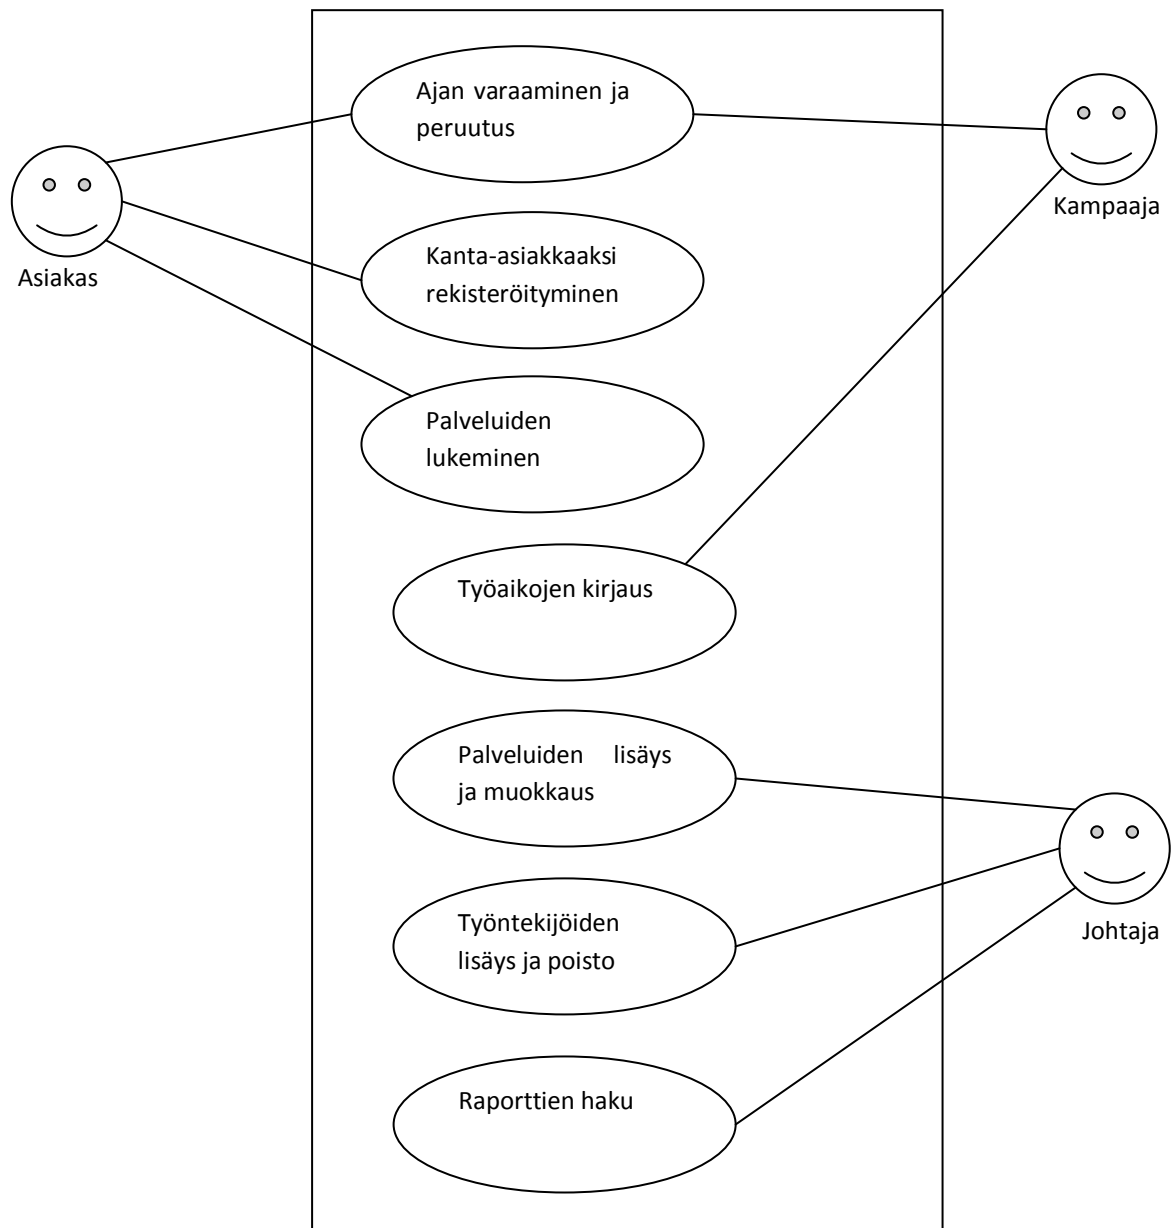 Ajan varaaminen ja
peruutus
Kampaaja
Asiakas
Kanta-asiakkaaksi
rekisteröityminen
Palveluiden
lukeminen
Työaikojen kirjaus
Palveluiden lisäys
ja muokkaus
Työntekijöiden
lisäys ja poisto
Johtaja
Raporttien haku